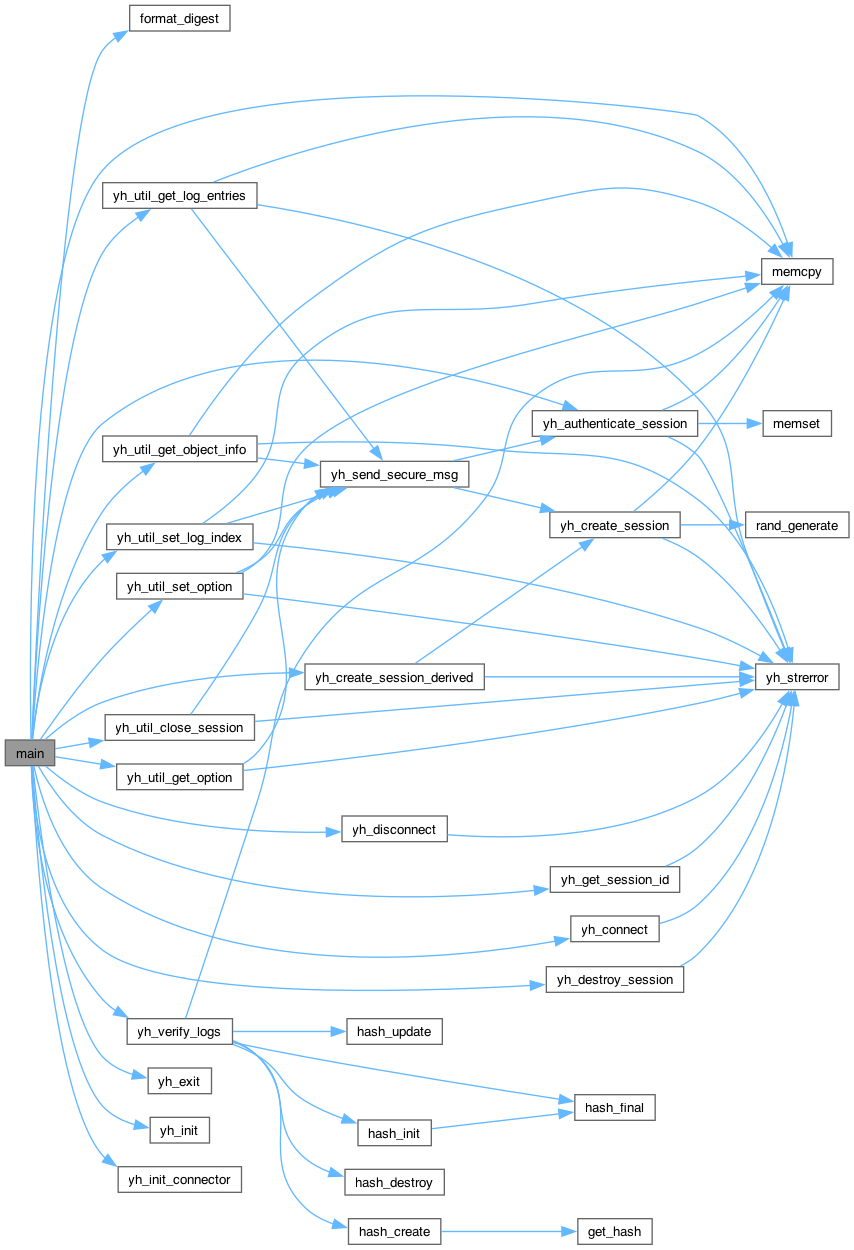 format_digest
yh_util_get_log_entries
memcpy
yh_authenticate_session
memset
yh_util_get_object_info
yh_send_secure_msg
yh_create_session
rand_generate
yh_util_set_log_index
yh_util_set_option
yh_create_session_derived
yh_strerror
yh_util_close_session
main
yh_util_get_option
yh_disconnect
yh_get_session_id
yh_connect
yh_destroy_session
yh_verify_logs
hash_update
yh_exit
hash_final
yh_init
hash_init
yh_init_connector
hash_destroy
hash_create
get_hash